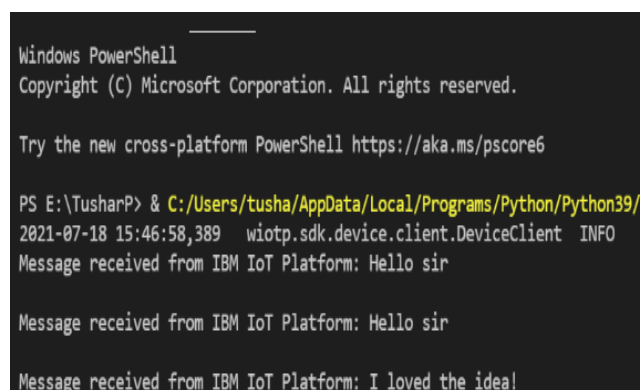 Windows PowerShell
Copyright (C) Microsoft Corporation. All rights reserved.
Try the new cross-platform PowerShell https://aka.ms/pscore6
PS E:\TusharP> & C:/Users/tusha/AppData/Local/Programs/Python/Python39/
2021-07-18 15:46:58,389 wiotp.sdk.device.client.DeviceClient INFO
Message received from IBM IoT Platform: Hello sir
Message received from IBM IoT Platform: Hello sir
Message received from IBM IoT Platform: I loved the idea!